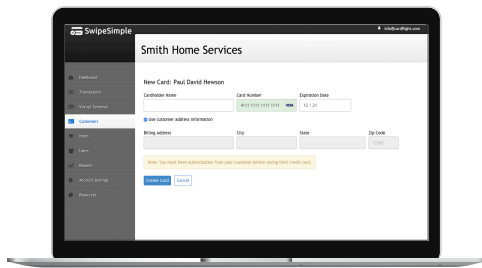 SwipeSimple
info@cardflight.com
Smith Home Services
Dashboard
Transactions
Virtual Terminal
Customers
Items
Users
Reports
Account Settings
Resources
New Card: Paul David Hewson
Cardholder Name
Card Number
Expiration Date
4111 1111 1111 1111 VISA
12 / 21
Use customer address information
Billing Address
City
State
Zip Code
Note: You must have authorization from your customer before saving their credit card.
Create Card
Cancel